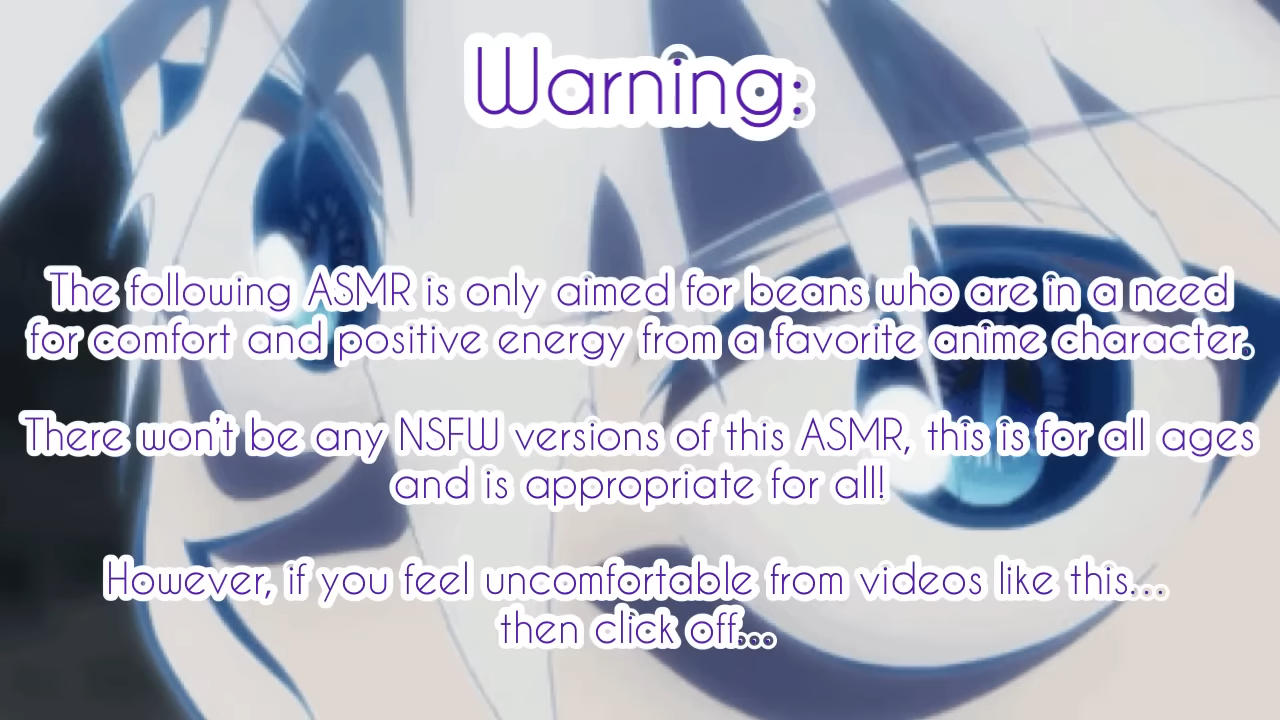 Warning:
The following ASMR is only aimed for beans who are in a need
for comfort and positive energy from a favorite anime character.
There won't be any NSFW versions of this ASMR, this is for all ages
and is appropriate for all!
However, if you feel uncomfortable from videos like this...
then click off...